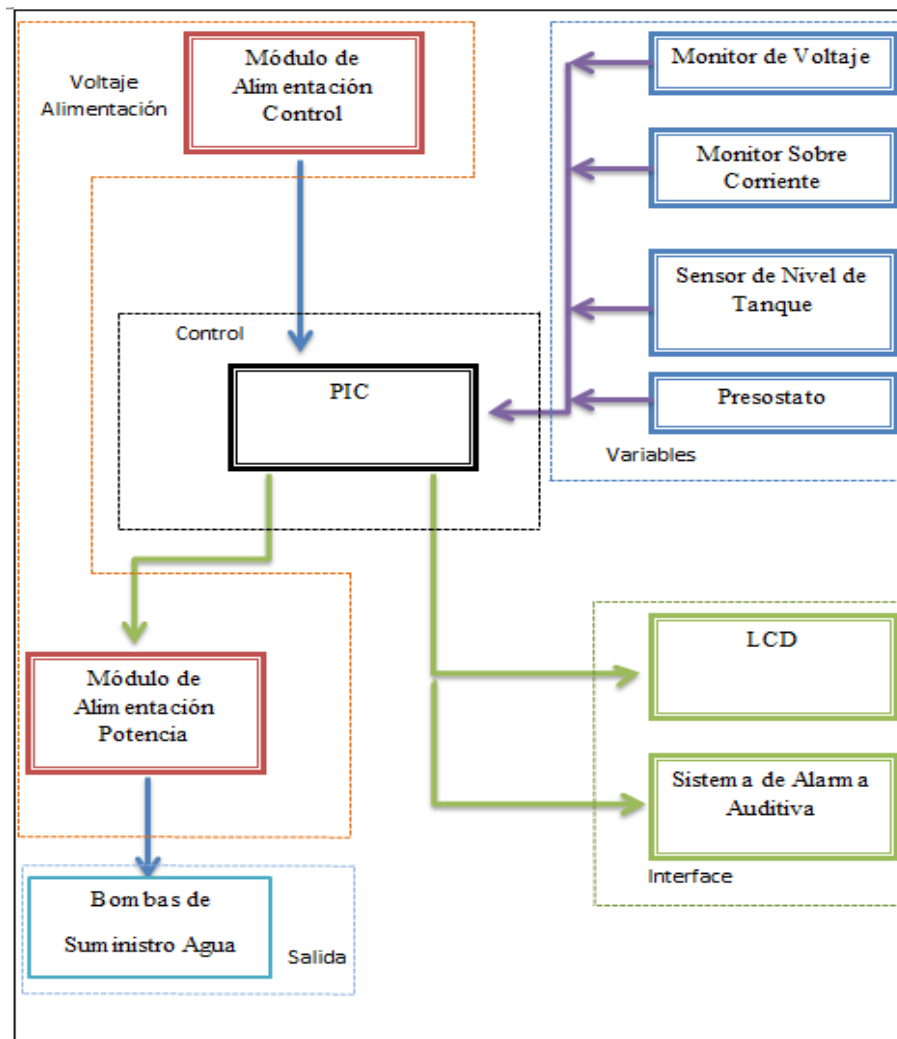 Voltaje
Alimentación
Módulo de
Alimentación
Control
Monitor de Voltaje
Monitor Sobre
Corriente
Sensor de Nivel de
Tanque
Presostato
Variables
Control
PIC
Módulo de
Alimentación
Potencia
LCD
Sistema de Alarma
Auditiva
Interface
Bombas de
Suministro Agua
Salida